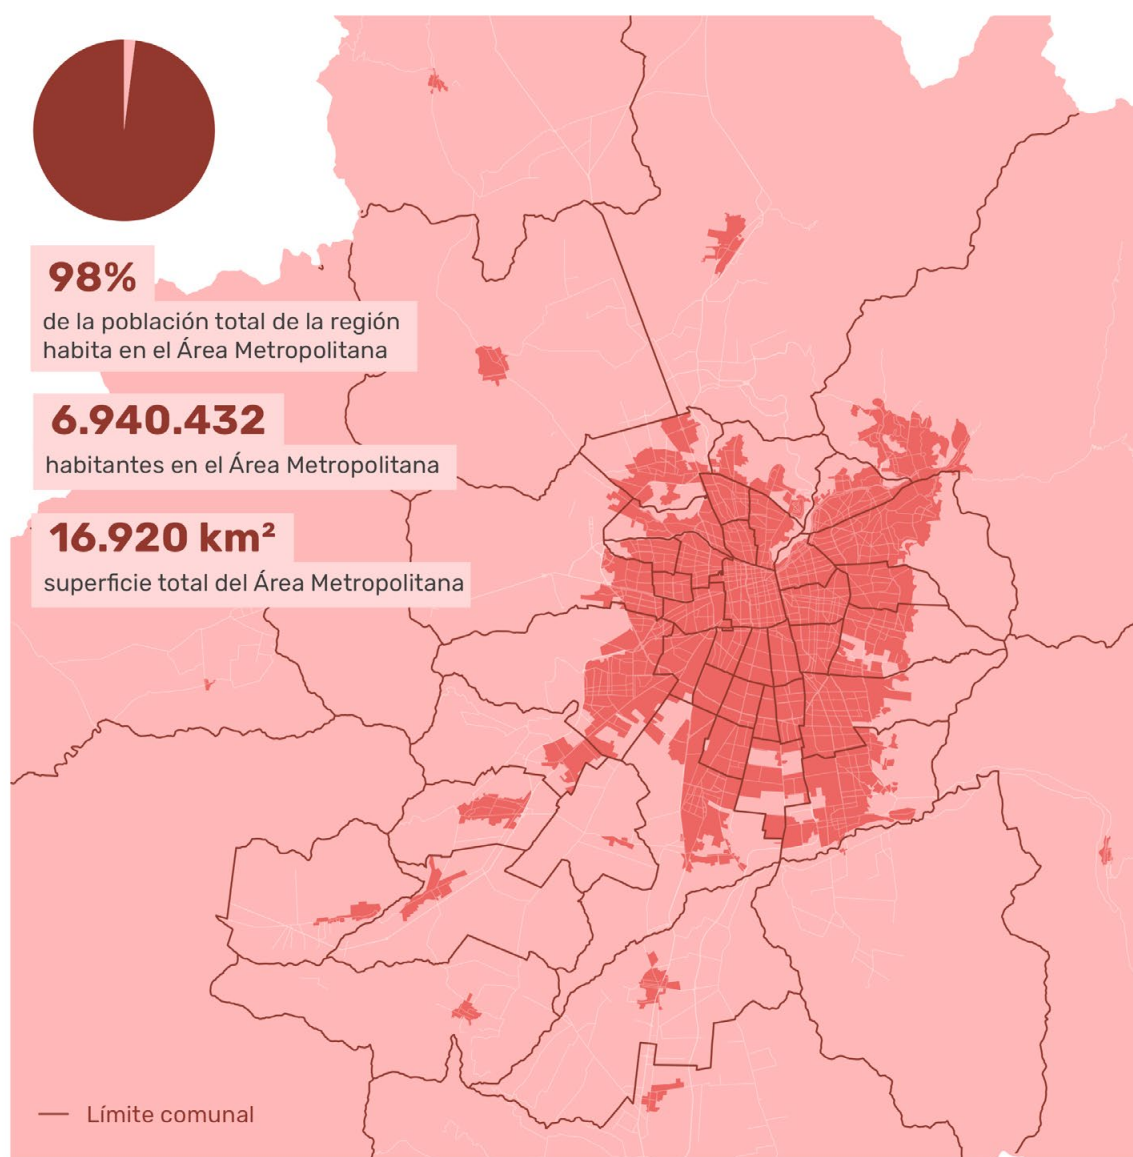 98%
de la población total de la región
habita en el Área Metropolitana
6.940.432
habitantes en el Área Metropolitana
16.920 km²
superficie total del Área Metropolitana
Límite comunal